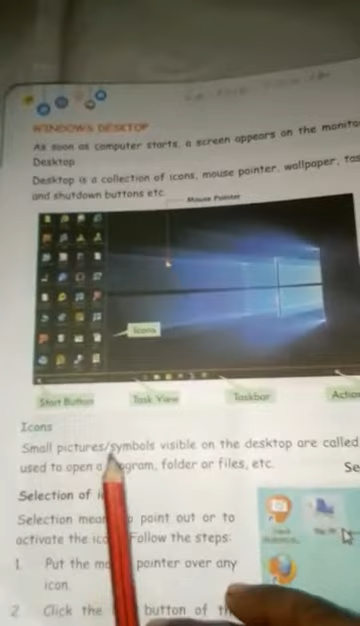 WINDOWS DESKTOP
As soon as computer starts, a screen appears on the monito
Desktop
Desktop is a collection of icons, mouse pointer, wallpaper, tas
and shutdown buttons etc.
Mouse Pointer
Icons
Start Button
Task View
Taskbar
Action
Icons
Small pictures/symbols visible on the desktop are called
used to open a gram, folder or files, etc.
Se
Selection of i
Selection mean point out or to
activate the ico Follow the steps:
1. Put the m pointer over any
icon.
2. Click the button of th